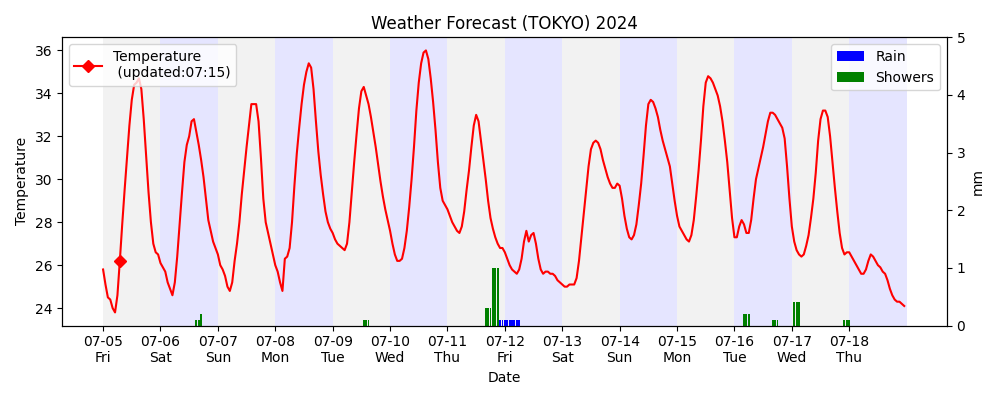 Weather Forecast (TOKYO) 2024
Temperature
(updated:07:15)
Rain
Showers
36
34
32
30
28
26
24
Temperature
5
4
3
2
1
0
mm
07-05 07-06 07-07 07-08 07-09 07-10 07-11 07-12 07-13 07-14 07-15 07-16 07-17 07-18
Fri Sat Sun Mon Tue Wed Thu Fri Sat Sun Mon Tue Wed Thu
Date